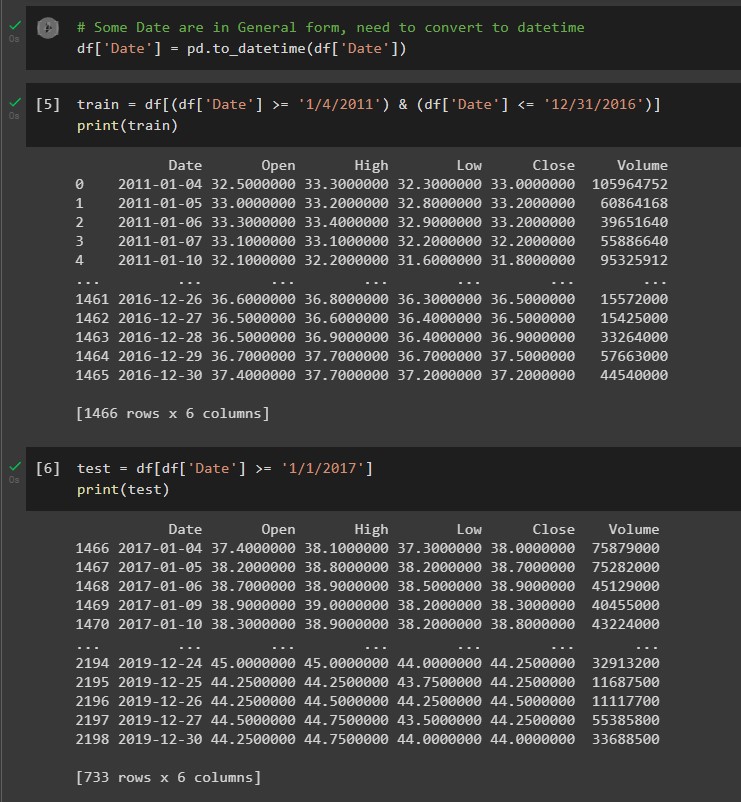 # Some Date are in General form, need to convert to datetime
0s
df['Date'] = pd.to_datetime(df['Date'])
[5] train = df[(df['Date'] >= '1/4/2011') & (df['Date'] <= '12/31/2016')]
0s
print(train)
Date Open High Low Close Volume
0 2011-01-04 32.5000000 33.3000000 32.3000000 33.0000000 105964752
1 2011-01-05 33.0000000 33.2000000 32.8000000 33.2000000 60864168
2 2011-01-06 33.3000000 33.4000000 32.9000000 33.2000000 39651640
3 2011-01-07 33.1000000 33.1000000 32.2000000 32.2000000 55886640
4 2011-01-10 32.1000000 32.2000000 31.6000000 31.8000000 95325912
... ... ... ... ... ... ...
1461 2016-12-26 36.6000000 36.8000000 36.3000000 36.5000000 15572000
1462 2016-12-27 36.5000000 36.6000000 36.4000000 36.5000000 15425000
1463 2016-12-28 36.5000000 36.9000000 36.4000000 36.9000000 33264000
1464 2016-12-29 36.7000000 37.7000000 36.7000000 37.5000000 57663000
1465 2016-12-30 37.4000000 37.7000000 37.2000000 37.2000000 44540000
[1466 rows x 6 columns]
[6] test = df[df['Date'] >= '1/1/2017']
0s
print(test)
Date Open High Low Close Volume
1466 2017-01-04 37.4000000 38.1000000 37.3000000 38.0000000 75879000
1467 2017-01-05 38.2000000 38.8000000 38.2000000 38.7000000 75282000
1468 2017-01-06 38.7000000 38.9000000 38.5000000 38.9000000 45129000
1469 2017-01-09 38.9000000 39.0000000 38.2000000 38.3000000 40455000
1470 2017-01-10 38.3000000 38.9000000 38.2000000 38.8000000 43224000
... ... ... ... ... ... ...
2194 2019-12-24 45.0000000 45.0000000 44.0000000 44.2500000 32913200
2195 2019-12-25 44.2500000 44.2500000 43.7500000 44.2500000 11687500
2196 2019-12-26 44.2500000 44.5000000 44.2500000 44.5000000 11117700
2197 2019-12-27 44.5000000 44.7500000 43.5000000 44.2500000 55385800
2198 2019-12-30 44.2500000 44.7500000 44.0000000 44.0000000 33688500
[733 rows x 6 columns]